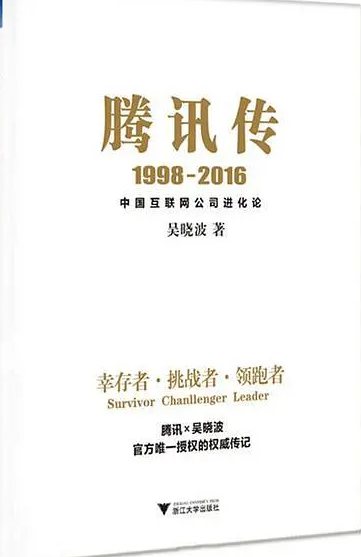 腾讯传
1998-2016
中国互联网公司进化论
吴晓波 著
幸存者·挑战者·领跑者
Survivor Chanllenger Leader
腾讯×吴晓波
官方唯一授权的权威传记
浙江大学出版社